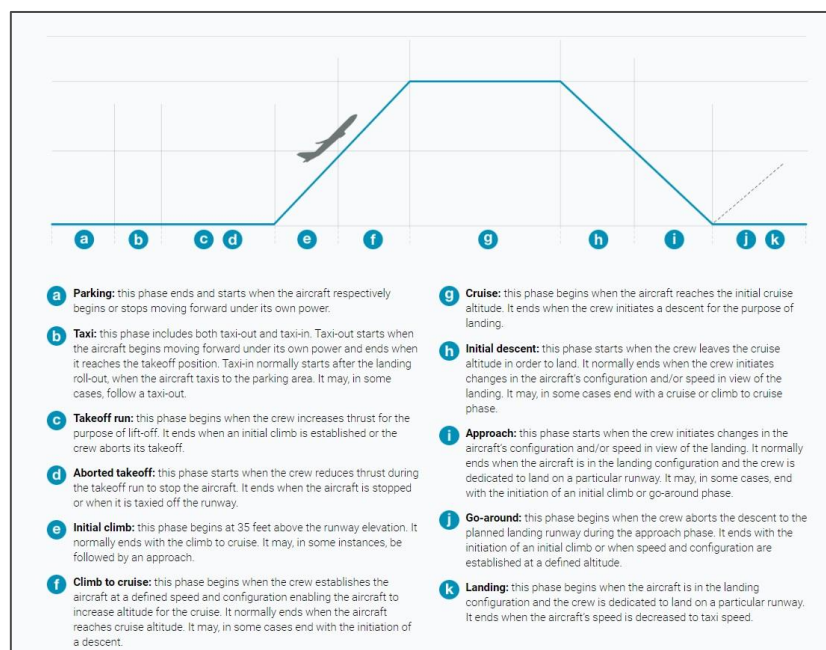 a b c d e f g h i j k
a Parking: this phase ends and starts when the aircraft respectively
begins or stops moving forward under its own power.
b Taxi: this phase includes both taxi-out and taxi-in. Taxi-out starts when
the aircraft begins moving forward under its own power and ends when
it reaches the takeoff position. Taxi-in normally starts after the landing
roll-out, when the aircraft taxis to the parking area. It may, in some
cases, follow a taxi-out.
c Takeoff run: this phase begins when the crew increases thrust for the
purpose of lift-off. It ends when an initial climb is established or the
crew aborts its takeoff.
d Aborted takeoff: this phase starts when the crew reduces thrust during
the takeoff run to stop the aircraft. It ends when the aircraft is stopped
or when it is taxied off the runway.
e Initial climb: this phase begins at 35 feet above the runway elevation. It
normally ends with the climb to cruise. It may, in some instances, be
followed by an approach.
f Climb to cruise: this phase begins when the crew establishes the
aircraft at a defined speed and configuration enabling the aircraft to
increase altitude for the cruise. It normally ends when the aircraft
reaches cruise altitude. It may, in some cases end with the initiation of
a descent.
g Cruise: this phase begins when the aircraft reaches the initial cruise
altitude. It ends when the crew initiates a descent for the purpose of
landing.
h Initial descent: this phase starts when the crew leaves the cruise
altitude in order to land. It normally ends when the crew initiates
changes in the aircraft's configuration and/or speed in view of the
landing. It may, in some cases end with a cruise or climb to cruise
phase.
i Approach: this phase starts when the crew initiates changes in the
aircraft's configuration and/or speed in view of the landing. It normally
ends when the aircraft is in the landing configuration and the crew is
dedicated to land on a particular runway. It may, in some cases, end
with the initiation of an initial climb or go-around phase.
j Go-around: this phase begins when the crew aborts the descent to the
planned landing runway during the approach phase. It ends with the
initiation of an initial climb or when speed and configuration are
established at a defined altitude.
k Landing: this phase begins when the aircraft is in the landing
configuration and the crew is dedicated to land on a particular runway.
It ends when the aircraft's speed is decreased to taxi speed.